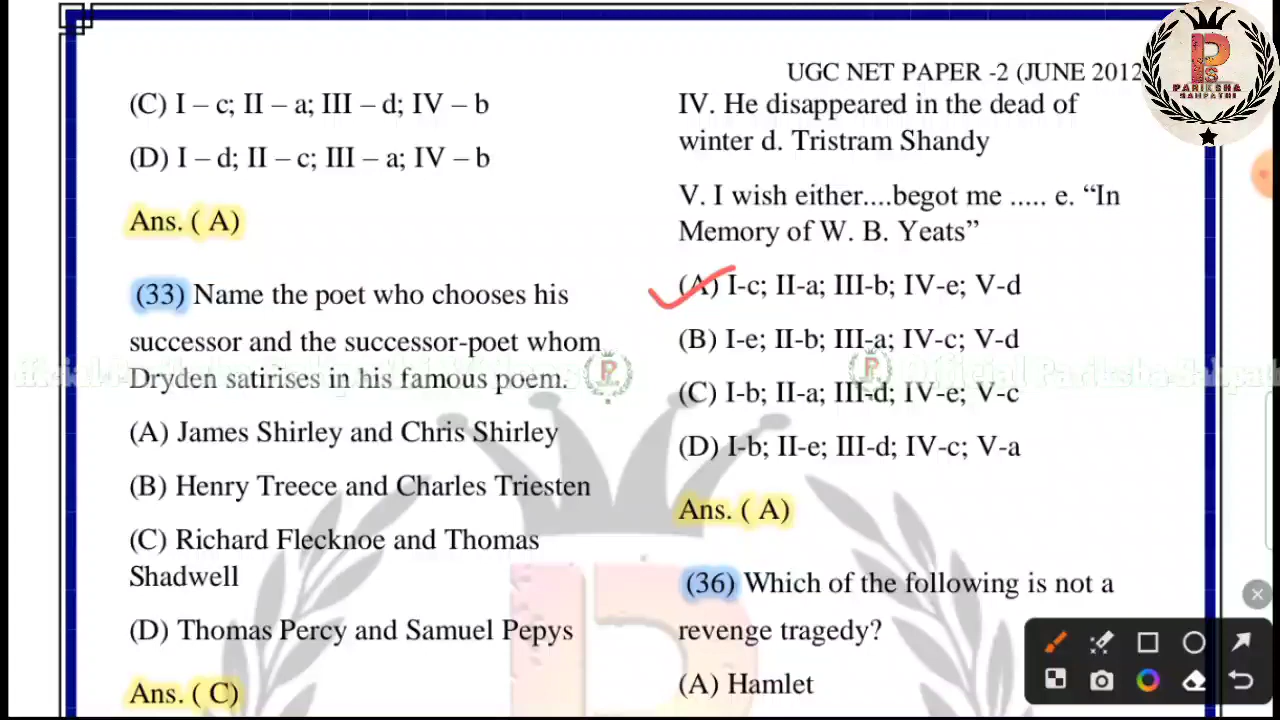 UGC NET PAPER -2 (JUNE 2012
(C) I – c; II – a; III – d; IV – b
(D) I – d; II – c; III – a; IV – b
Ans. ( A)
(33) Name the poet who chooses his
successor and the successor-poet whom
Dryden satirises in his famous poem.
(A) James Shirley and Chris Shirley
(B) Henry Treece and Charles Triesten
(C) Richard Flecknoe and Thomas
Shadwell
(D) Thomas Percy and Samuel Pepys
Ans. ( C)
IV. He disappeared in the dead of
winter d. Tristram Shandy
V. I wish either....begot me ..... e. “In
Memory of W. B. Yeats”
(A) I-c; II-a; III-b; IV-e; V-d
(B) I-e; II-b; III-a; IV-c; V-d
(C) I-b; II-a; III-d; IV-e; V-c
(D) I-b; II-e; III-d; IV-c; V-a
Ans. ( A)
(36) Which of the following is not a
revenge tragedy?
(A) Hamlet
PS
PARIKSHA
SAHPATHI